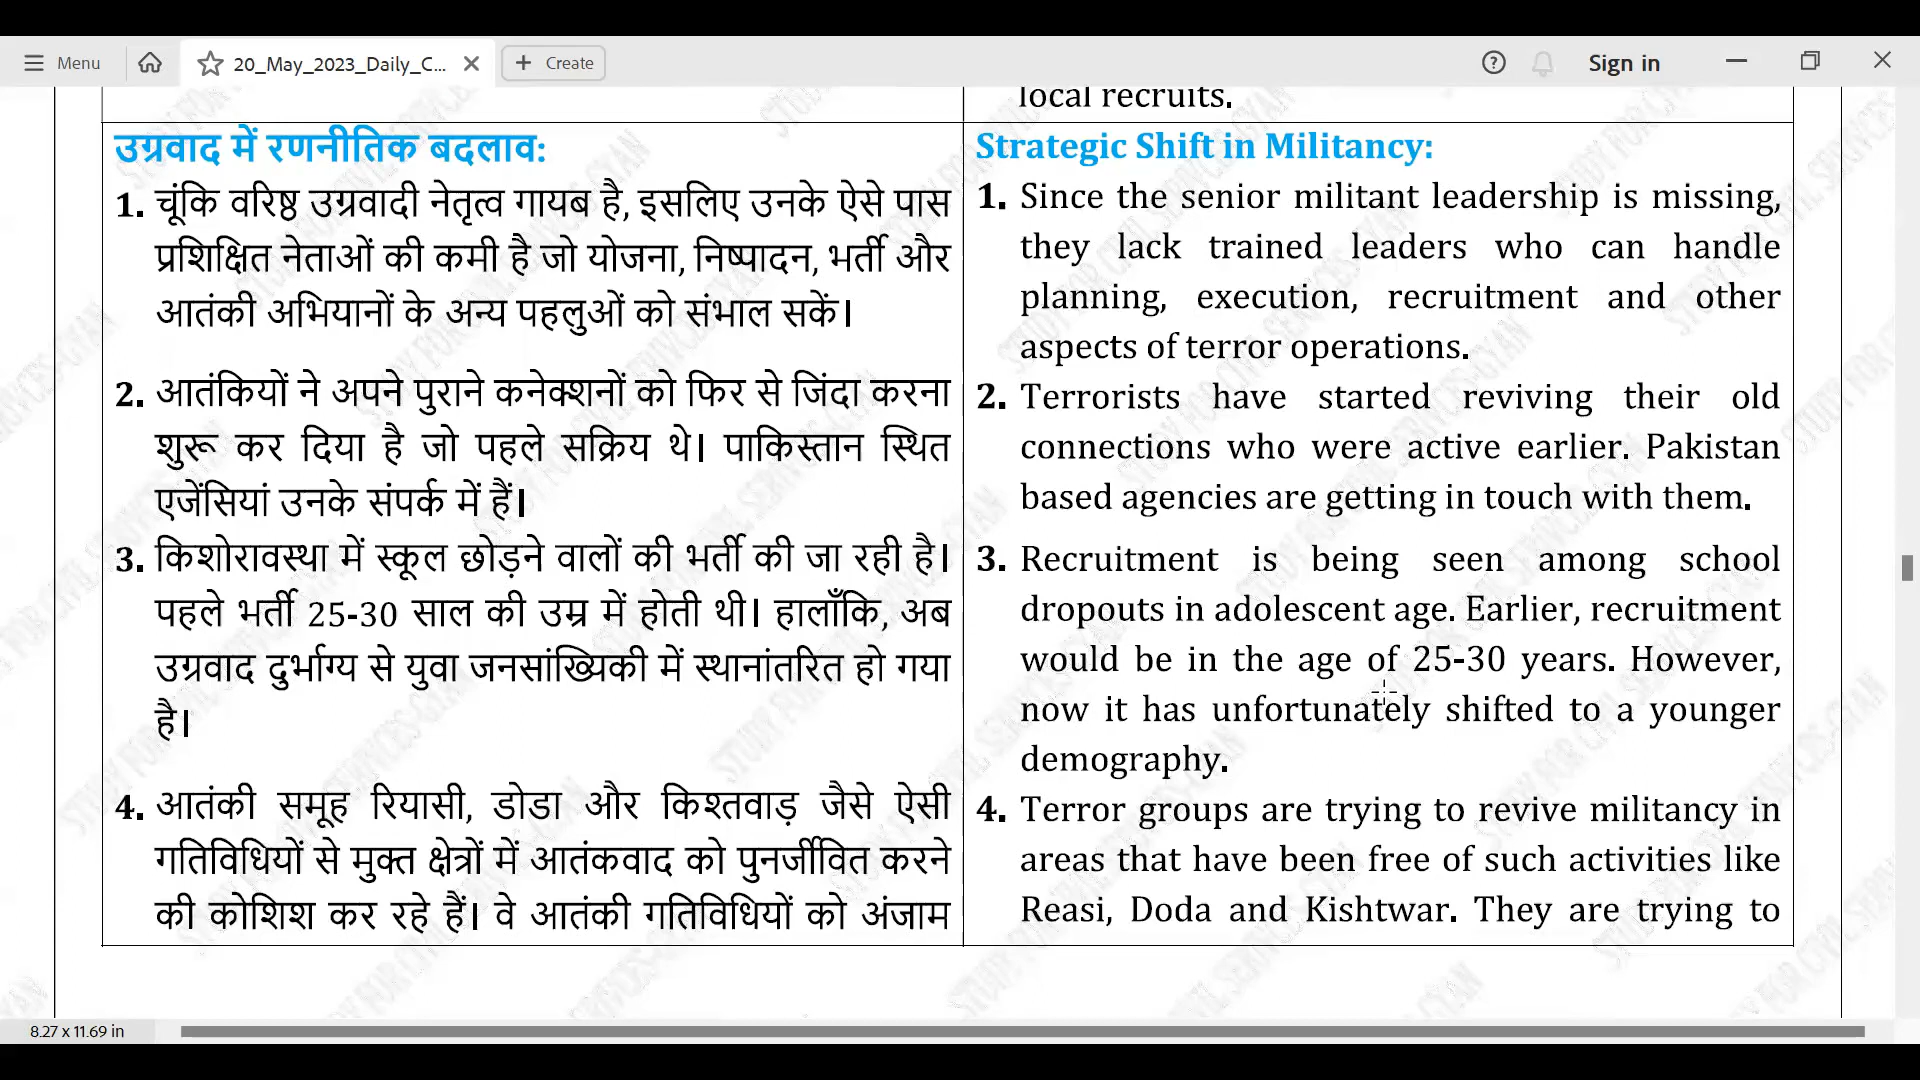 Menu
20_May_2023_Daily_C...
Create
Sign in
local recruits.
उग्रवाद में रणनीतिक बदलाव:
1. चूंकि वरिष्ठ उग्रवादी नेतृत्व गायब है, इसलिए उनके ऐसे पास
प्रशिक्षित नेताओं की कमी है जो योजना, निष्पादन, भर्ती और
आतंकी अभियानों के अन्य पहलुओं को संभाल सकें।
2. आतंकियों ने अपने पुराने कनेक्शनों को फिर से जिंदा करना
शुरू कर दिया है जो पहले सक्रिय थे। पाकिस्तान स्थित
एजेंसियां उनके संपर्क में हैं।
3. किशोरावस्था में स्कूल छोड़ने वालों की भर्ती की जा रही है।
पहले भर्ती 25-30 साल की उम्र में होती थी। हालाँकि, अब
उग्रवाद दुर्भाग्य से युवा जनसांख्यिकी में स्थानांतरित हो गया
है।
4. आतंकी समूह रियासी, डोडा और किश्तवाड़ जैसे ऐसी
गतिविधियों से मुक्त क्षेत्रों में आतंकवाद को पुनर्जीवित करने
की कोशिश कर रहे हैं। वे आतंकी गतिविधियों को अंजाम
Strategic Shift in Militancy:
1. Since the senior militant leadership is missing,
they lack trained leaders who can handle
planning, execution, recruitment and other
aspects of terror operations.
2. Terrorists have started reviving their old
connections who were active earlier. Pakistan
based agencies are getting in touch with them.
3. Recruitment is being seen among school
dropouts in adolescent age. Earlier, recruitment
would be in the age of 25-30 years. However,
now it has unfortunately shifted to a younger
demography.
4. Terror groups are trying to revive militancy in
areas that have been free of such activities like
Reasi, Doda and Kishtwar. They are trying to
8.27 x 11.69 in